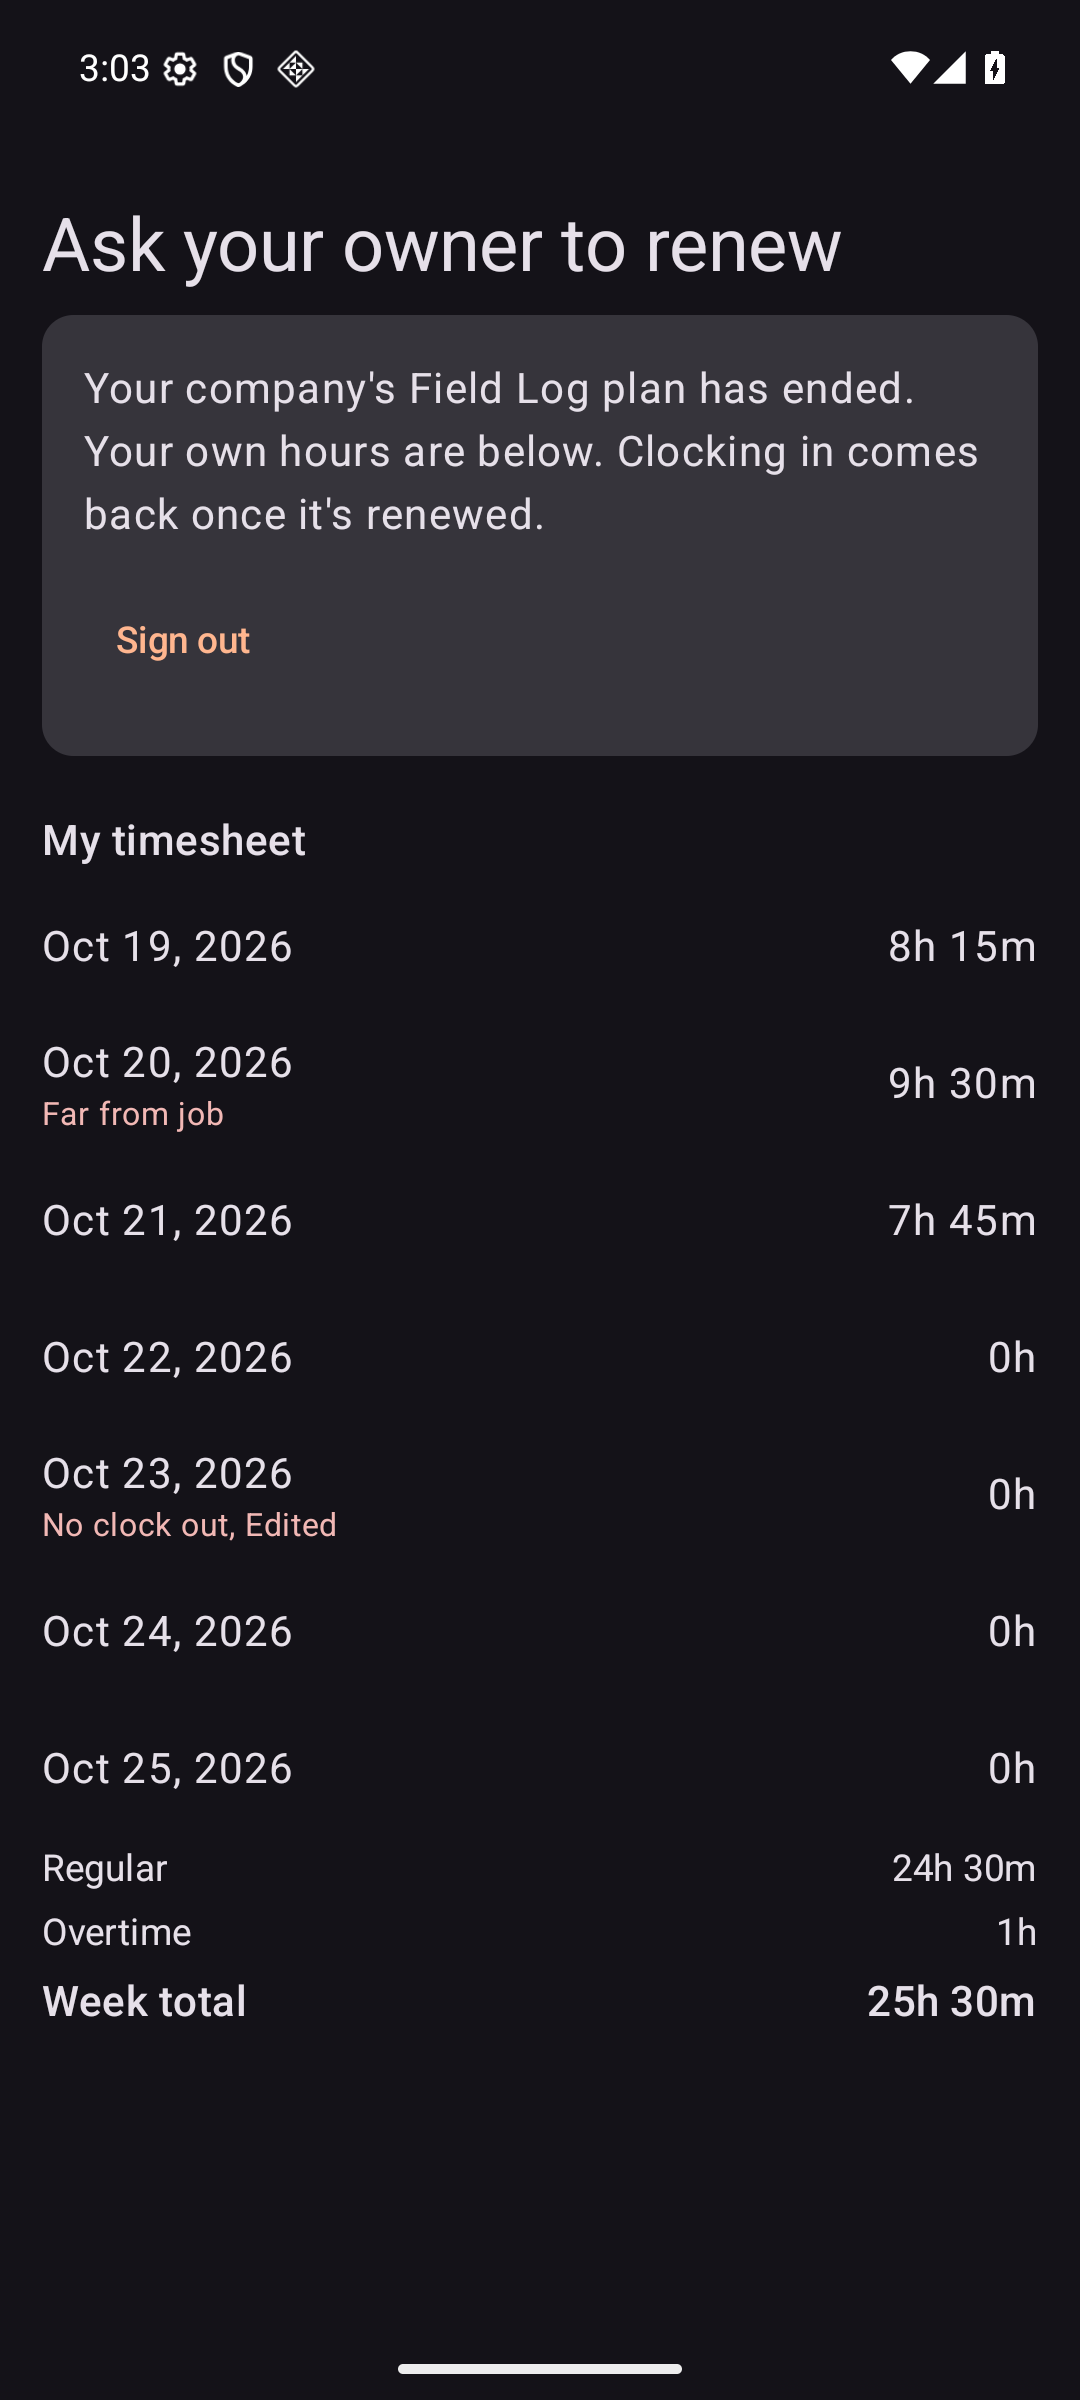 3:03
Ask your owner to renew
Your company's Field Log plan has ended.
Your own hours are below. Clocking in comes
back once it's renewed.
Sign out
My timesheet
Oct 19, 2026 8h 15m
Oct 20, 2026 9h 30m
Far from job
Oct 21, 2026 7h 45m
Oct 22, 2026 0h
Oct 23, 2026 0h
No clock out, Edited
Oct 24, 2026 0h
Oct 25, 2026 0h
Regular 24h 30m
Overtime 1h
Week total 25h 30m